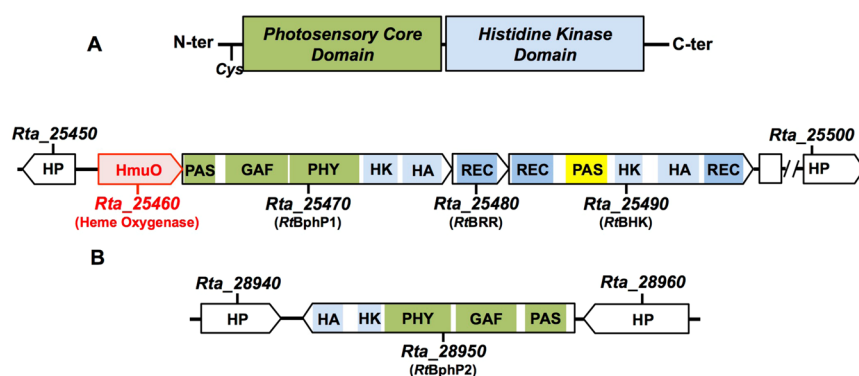 A
N-ter
Cys
Photosensory Core
Domain
Histidine Kinase
Domain
C-ter
Rta_25450
Rta_25500
HP
HmuO
PAS
GAF
PHY
HK
HA
REC
REC
PAS
HK
HA
REC
HP
Rta_25460
(Heme Oxygenase)
Rta_25470
(RtBphP1)
Rta_25480
(RtBRR)
Rta_25490
(RtBHK)
B
Rta_28940
Rta_28960
HP
HA
HK
PHY
GAF
PAS
HP
Rta_28950
(RtBphP2)